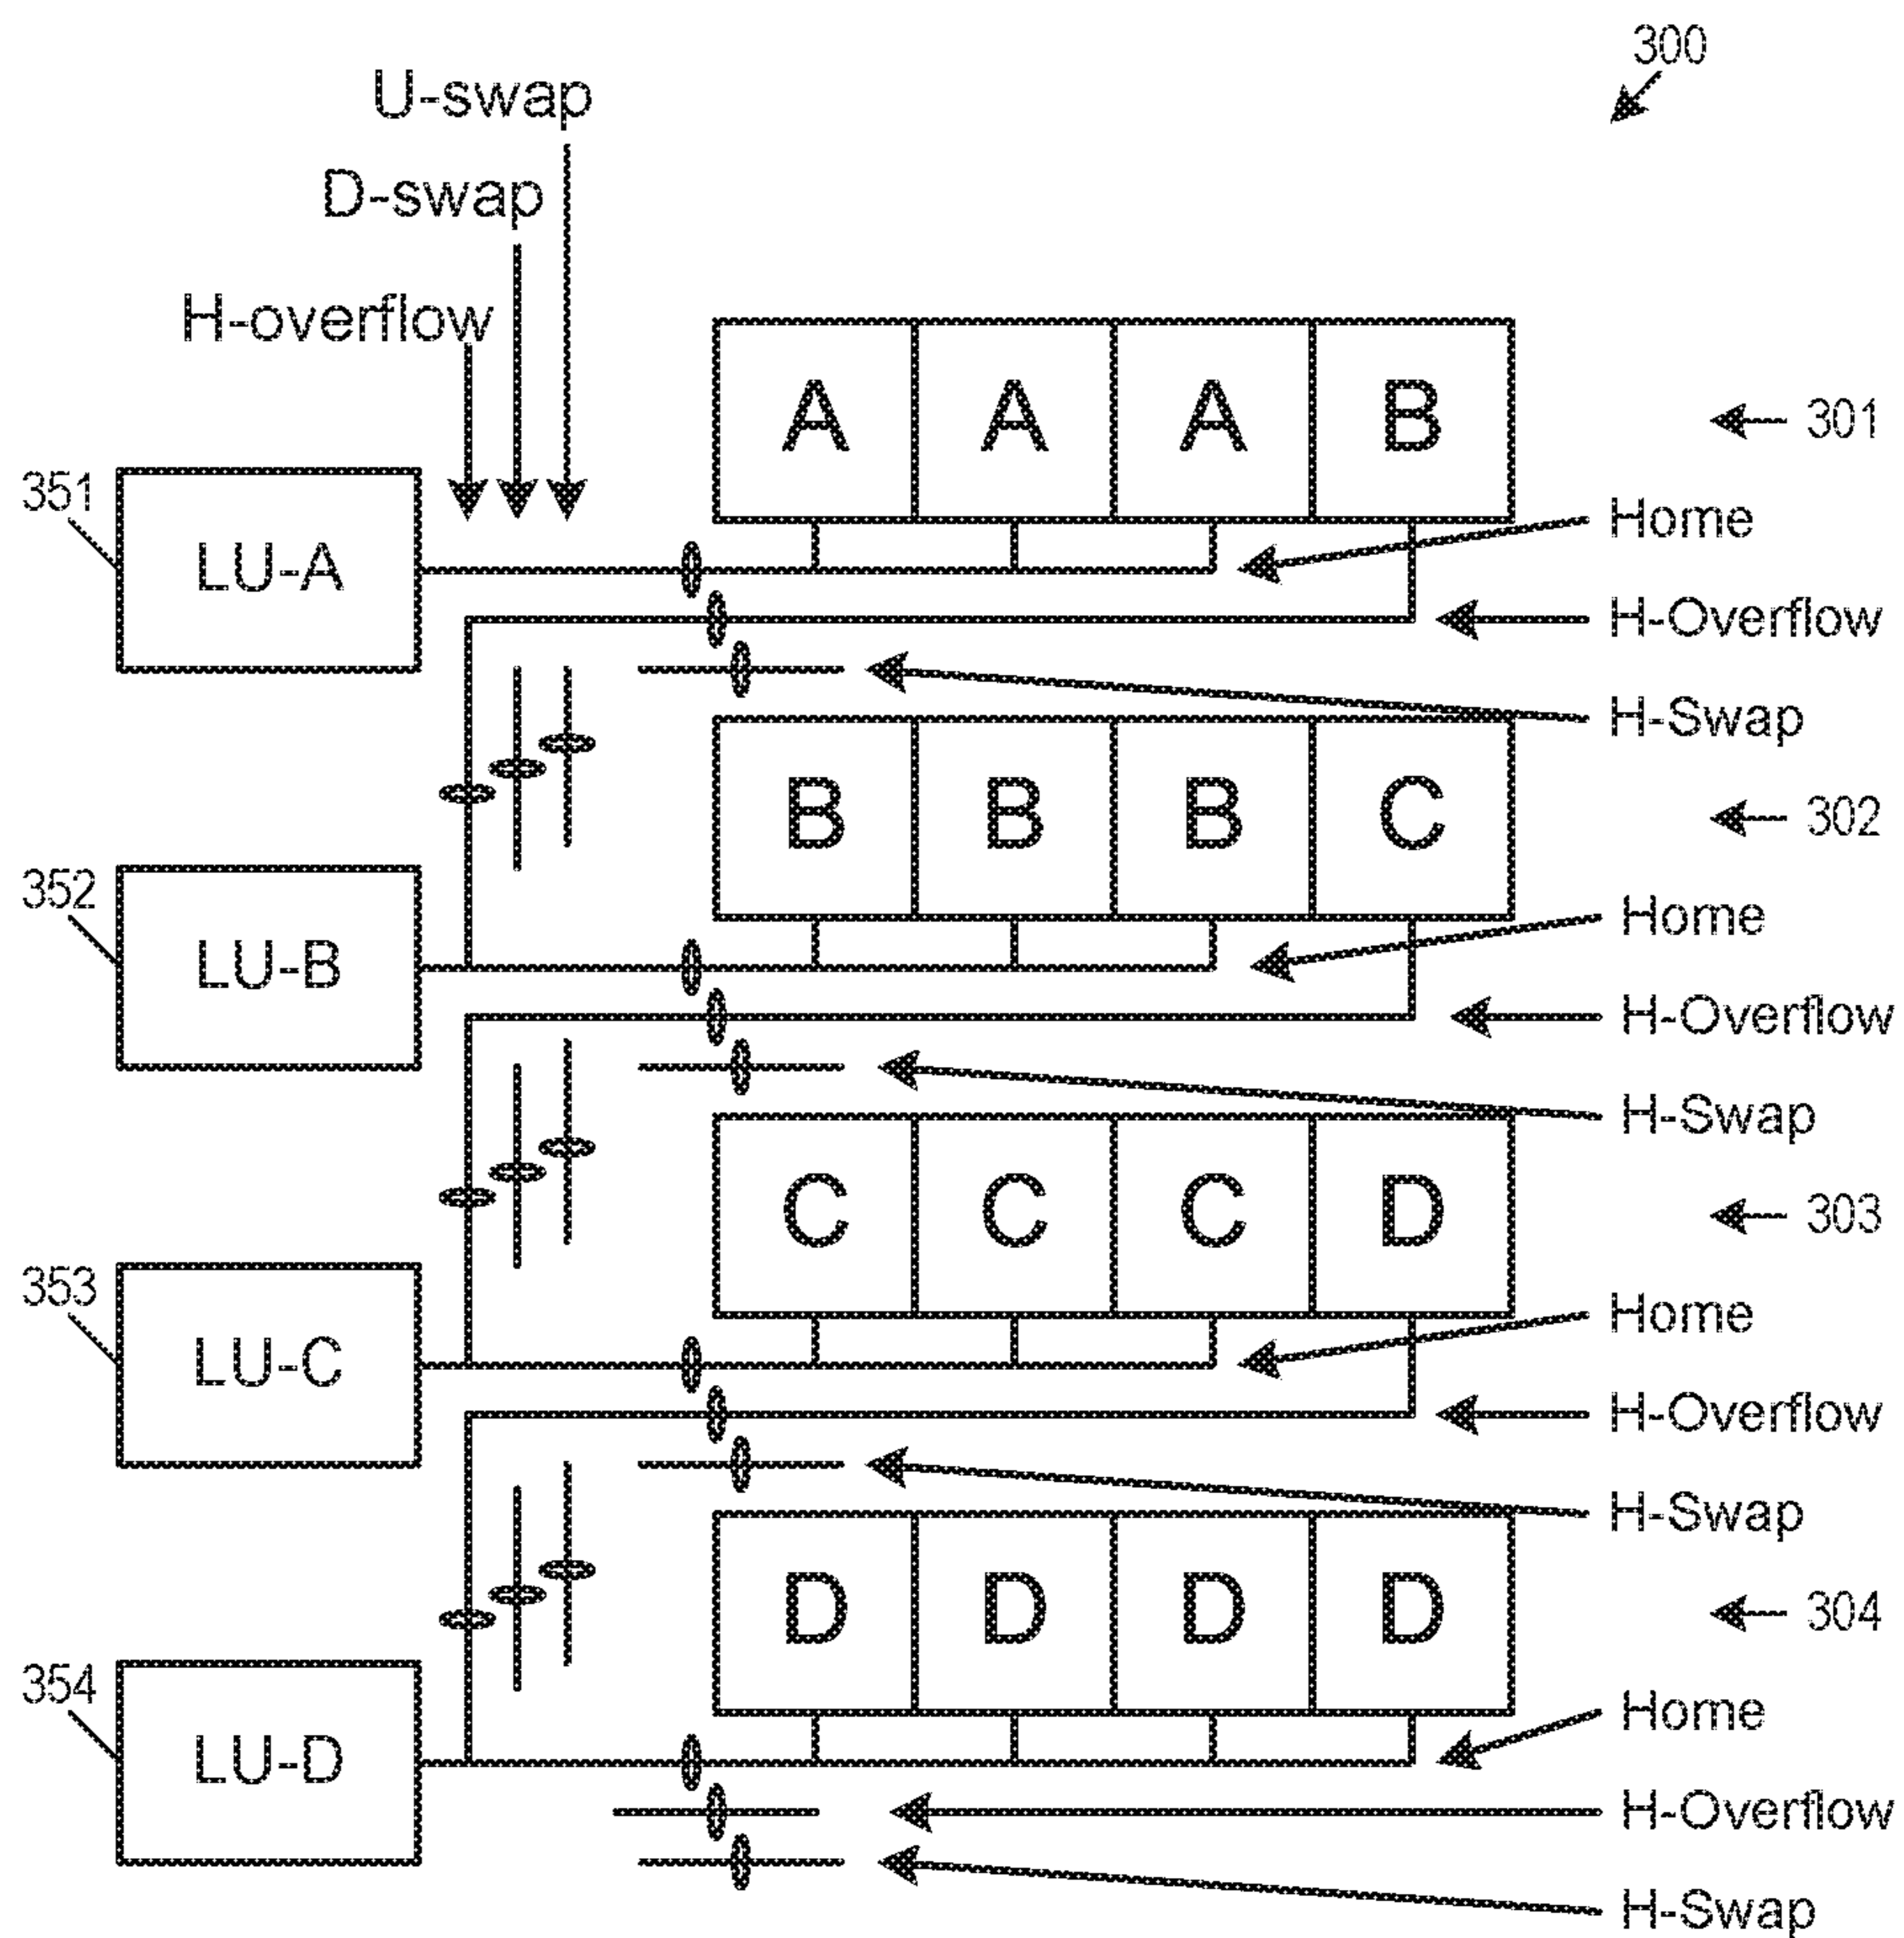 300
U-swap
D-swap
H-overflow
A A A B
301
351
LU-A
Home
H-Overflow
H-Swap
B B B C
302
352
LU-B
Home
H-Overflow
H-Swap
C C C D
303
353
LU-C
Home
H-Overflow
H-Swap
D D D D
304
354
LU-D
Home
H-Overflow
H-Swap